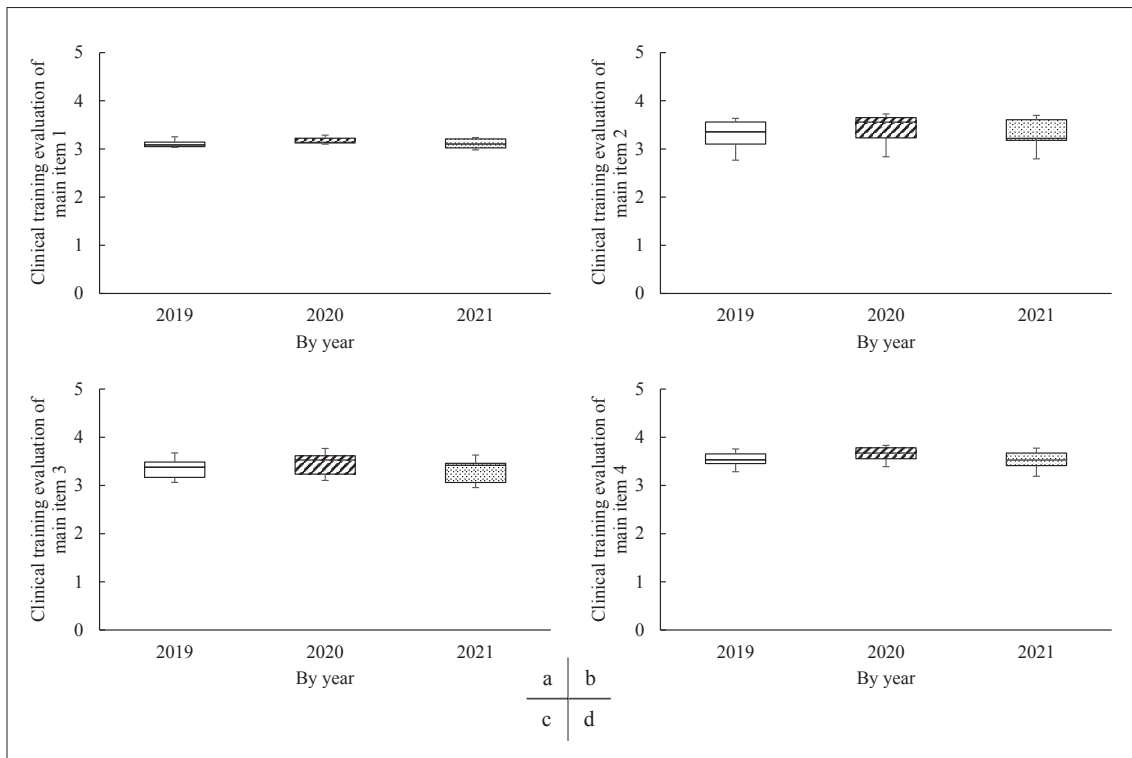 Clinical training evaluation of
main item 1
5
4
3
2
1
0
2019 2020 2021
By year
Clinical training evaluation of
main item 2
5
4
3
2
1
0
2019 2020 2021
By year
Clinical training evaluation of
main item 3
5
4
3
2
1
0
2019 2020 2021
By year
Clinical training evaluation of
main item 4
5
4
3
2
1
0
2019 2020 2021
By year
a b
c d